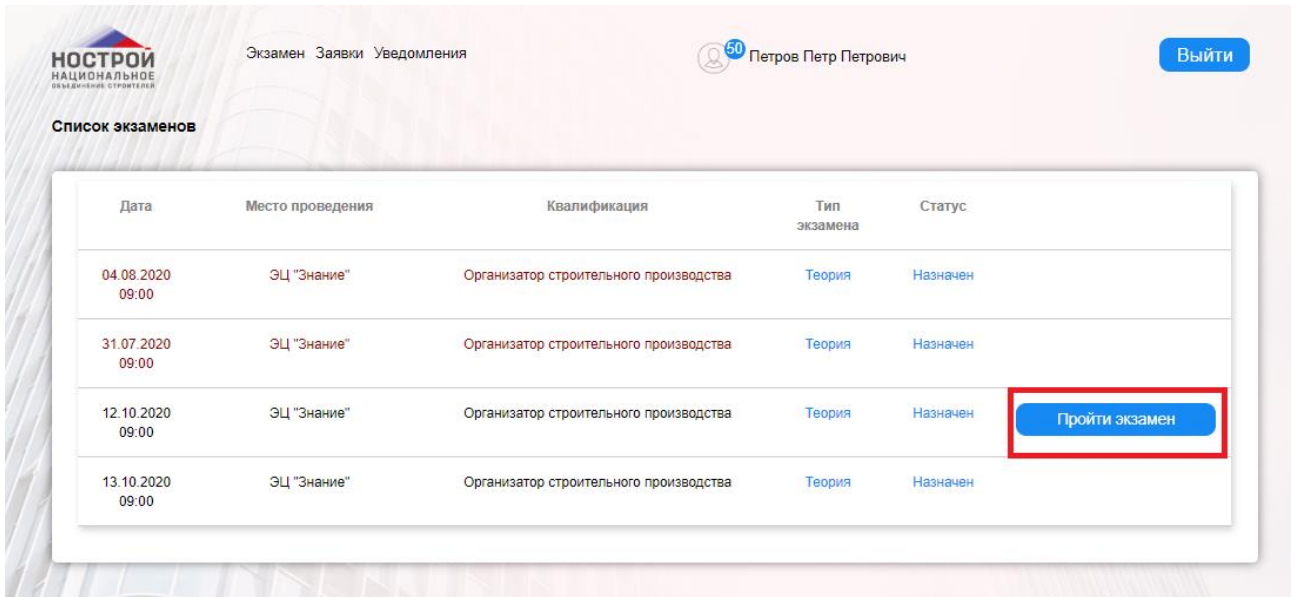 НОСТРОЙ
НАЦИОНАЛЬНОЕ
ОБЪЕДИНЕНИЕ СТРОИТЕЛЕЙ
Экзамен Заявки Уведомления
50 Петров Петр Петрович
Выйти
Список экзаменов
Дата Место проведения Квалификация Тип экзамена Статус
04.08.2020 09:00 ЭЦ "Знание" Организатор строительного производства Теория Назначен
31.07.2020 09:00 ЭЦ "Знание" Организатор строительного производства Теория Назначен
12.10.2020 09:00 ЭЦ "Знание" Организатор строительного производства Теория Назначен Пройти экзамен
13.10.2020 09:00 ЭЦ "Знание" Организатор строительного производства Теория Назначен